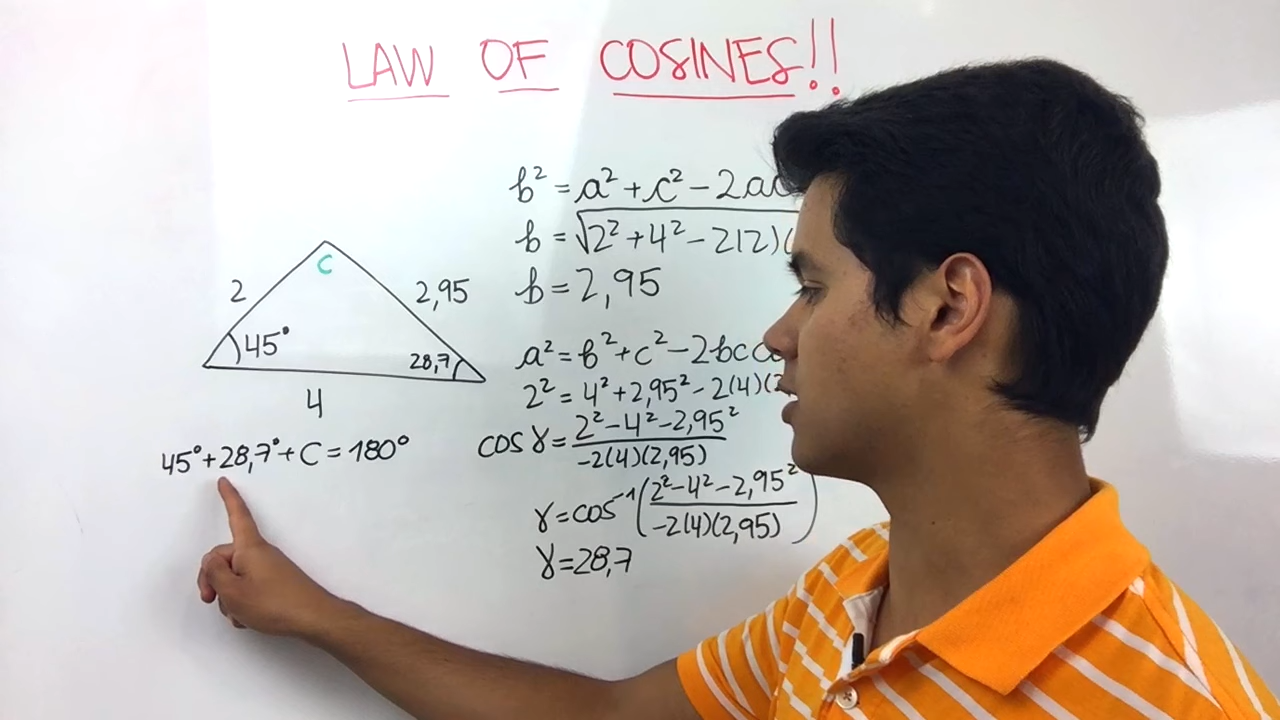 LAW OF COSINES!!
b² = a² + c² - 2a
b = √2² + 4² - 2(2)(
b = 2,95
C
2
2,95
45°
28,7
4
45° + 28,7° + C = 180°
a² = b² + c² - 2bc
2² = 4² + 2,95² - 2(4)(
cos γ = 2² - 4² - 2,95² / -2(4)(2,95)
γ = cos⁻¹ (2² - 4² - 2,95² / -2(4)(2,95))
γ = 28,7